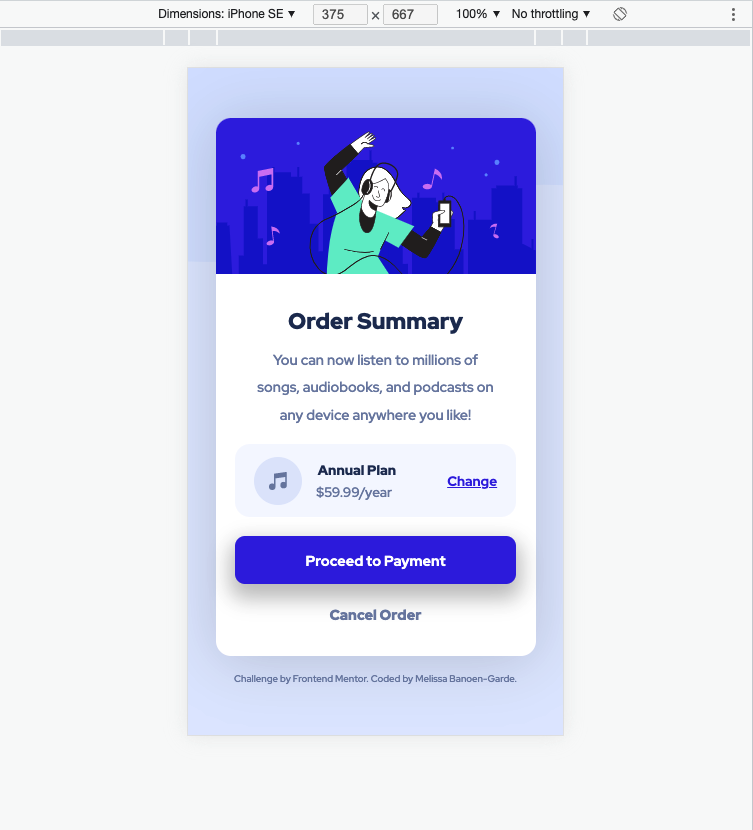 Dimensions: iPhone SE ▼ 375 × 667 100% ▼ No throttling ▼
Order Summary
You can now listen to millions of
songs, audiobooks, and podcasts on
any device anywhere you like!
Annual Plan
$59.99/year
Change
Proceed to Payment
Cancel Order
Challenge by Frontend Mentor. Coded by Melissa Banoen-Garde.